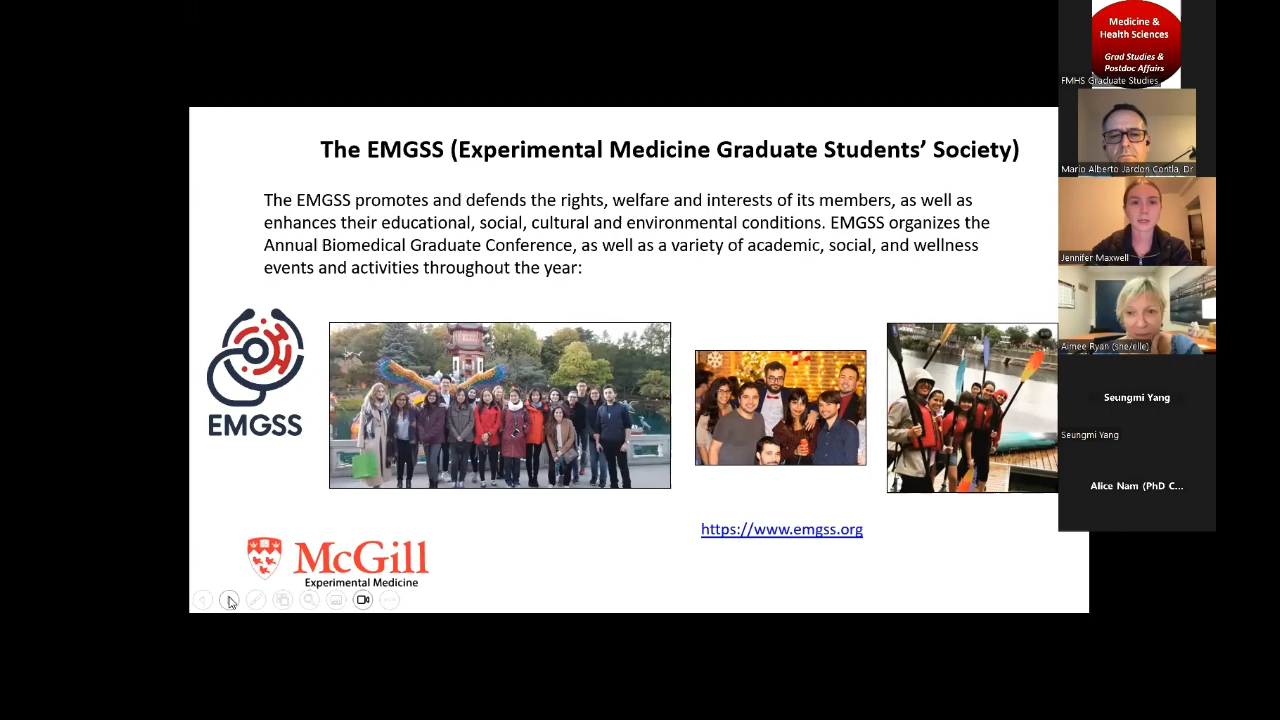 The EMGSS (Experimental Medicine Graduate Students’ Society)
The EMGSS promotes and defends the rights, welfare and interests of its members, as well as
enhances their educational, social, cultural and environmental conditions. EMGSS organizes the
Annual Biomedical Graduate Conference, as well as a variety of academic, social, and wellness
events and activities throughout the year:
EMGSS
https://www.emgss.org
McGill
Experimental Medicine
Medicine &
Health Sciences
Grad Studies &
Postdoc Affairs
FMHS Graduate Studies
Mario Alberto Jardon Contla, Dr
Jennifer Maxwell
Aimee Ryan (she/elle)
Seungmi Yang
Seungmi Yang
Alice Nam (PhD C...